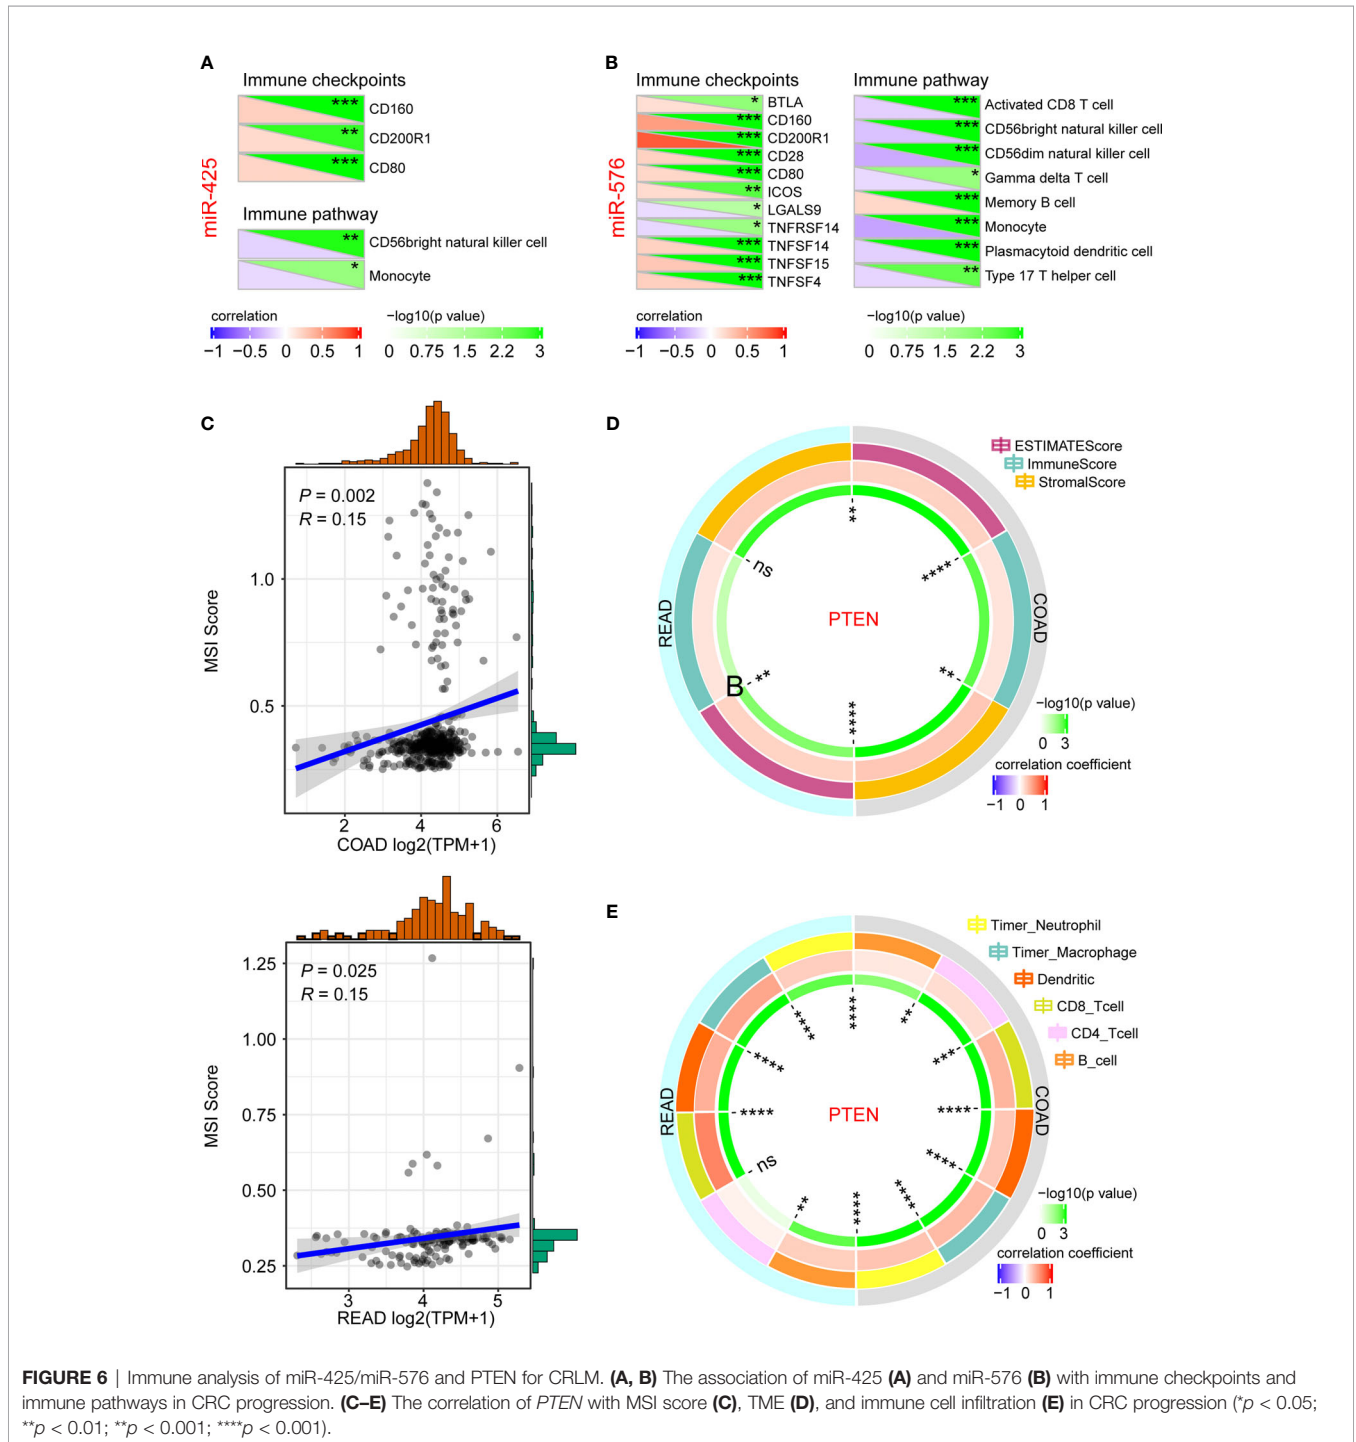 A
Immune checkpoints
*** CD160
** CD200R1
*** CD80
miR-425
Immune pathway
** CD56bright natural killer cell
* Monocyte
correlation
−1 −0.5 0 0.5 1
−log10(p value)
0 0.75 1.5 2.2 3
B
Immune checkpoints
* BTLA
*** CD160
*** CD200R1
*** CD28
*** CD80
** ICOS
* LGALS9
* TNFRSF14
*** TNFSF14
*** TNFSF15
*** TNFSF4
miR-576
Immune pathway
*** Activated CD8 T cell
*** CD56bright natural killer cell
*** CD56dim natural killer cell
* Gamma delta T cell
*** Memory B cell
*** Monocyte
*** Plasmacytoid dendritic cell
** Type 17 T helper cell
correlation
−1 −0.5 0 0.5 1
−log10(p value)
0 0.75 1.5 2.2 3
C
P = 0.002
R = 0.15
MSI Score
1.0
0.5
2 4 6
COAD log2(TPM+1)
P = 0.025
R = 0.15
MSI Score
1.25
1.00
0.75
0.50
0.25
3 4 5
READ log2(TPM+1)
D
ESTIMATEScore
ImmuneScore
StromalScore
**
****
**
****
**
ns
READ
PTEN
COAD
B
−log10(p value)
0 3
correlation coefficient
−1 0 1
E
Timer_Neutrophil
Timer_Macrophage
Dendritic
CD8_Tcell
CD4_Tcell
B_cell
READ
PTEN
COAD
ns
−log10(p value)
0 3
correlation coefficient
−1 0 1
FIGURE 6 | Immune analysis of miR-425/miR-576 and PTEN for CRLM. (A, B) The association of miR-425 (A) and miR-576 (B) with immune checkpoints and
immune pathways in CRC progression. (C–E) The correlation of PTEN with MSI score (C), TME (D), and immune cell infiltration (E) in CRC progression (*p < 0.05;
**p < 0.01; **p < 0.001; ****p < 0.001).